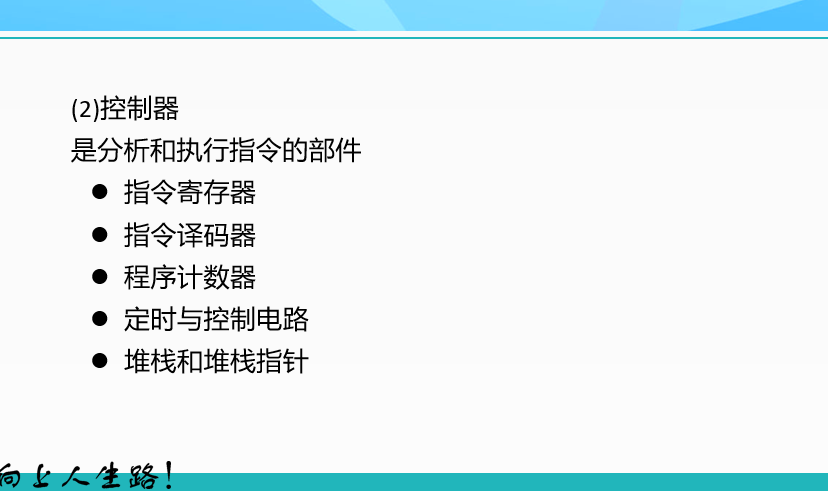 (2)控制器
是分析和执行指令的部件
● 指令寄存器
● 指令译码器
● 程序计数器
● 定时与控制电路
● 堆栈和堆栈指针
向上人生路！